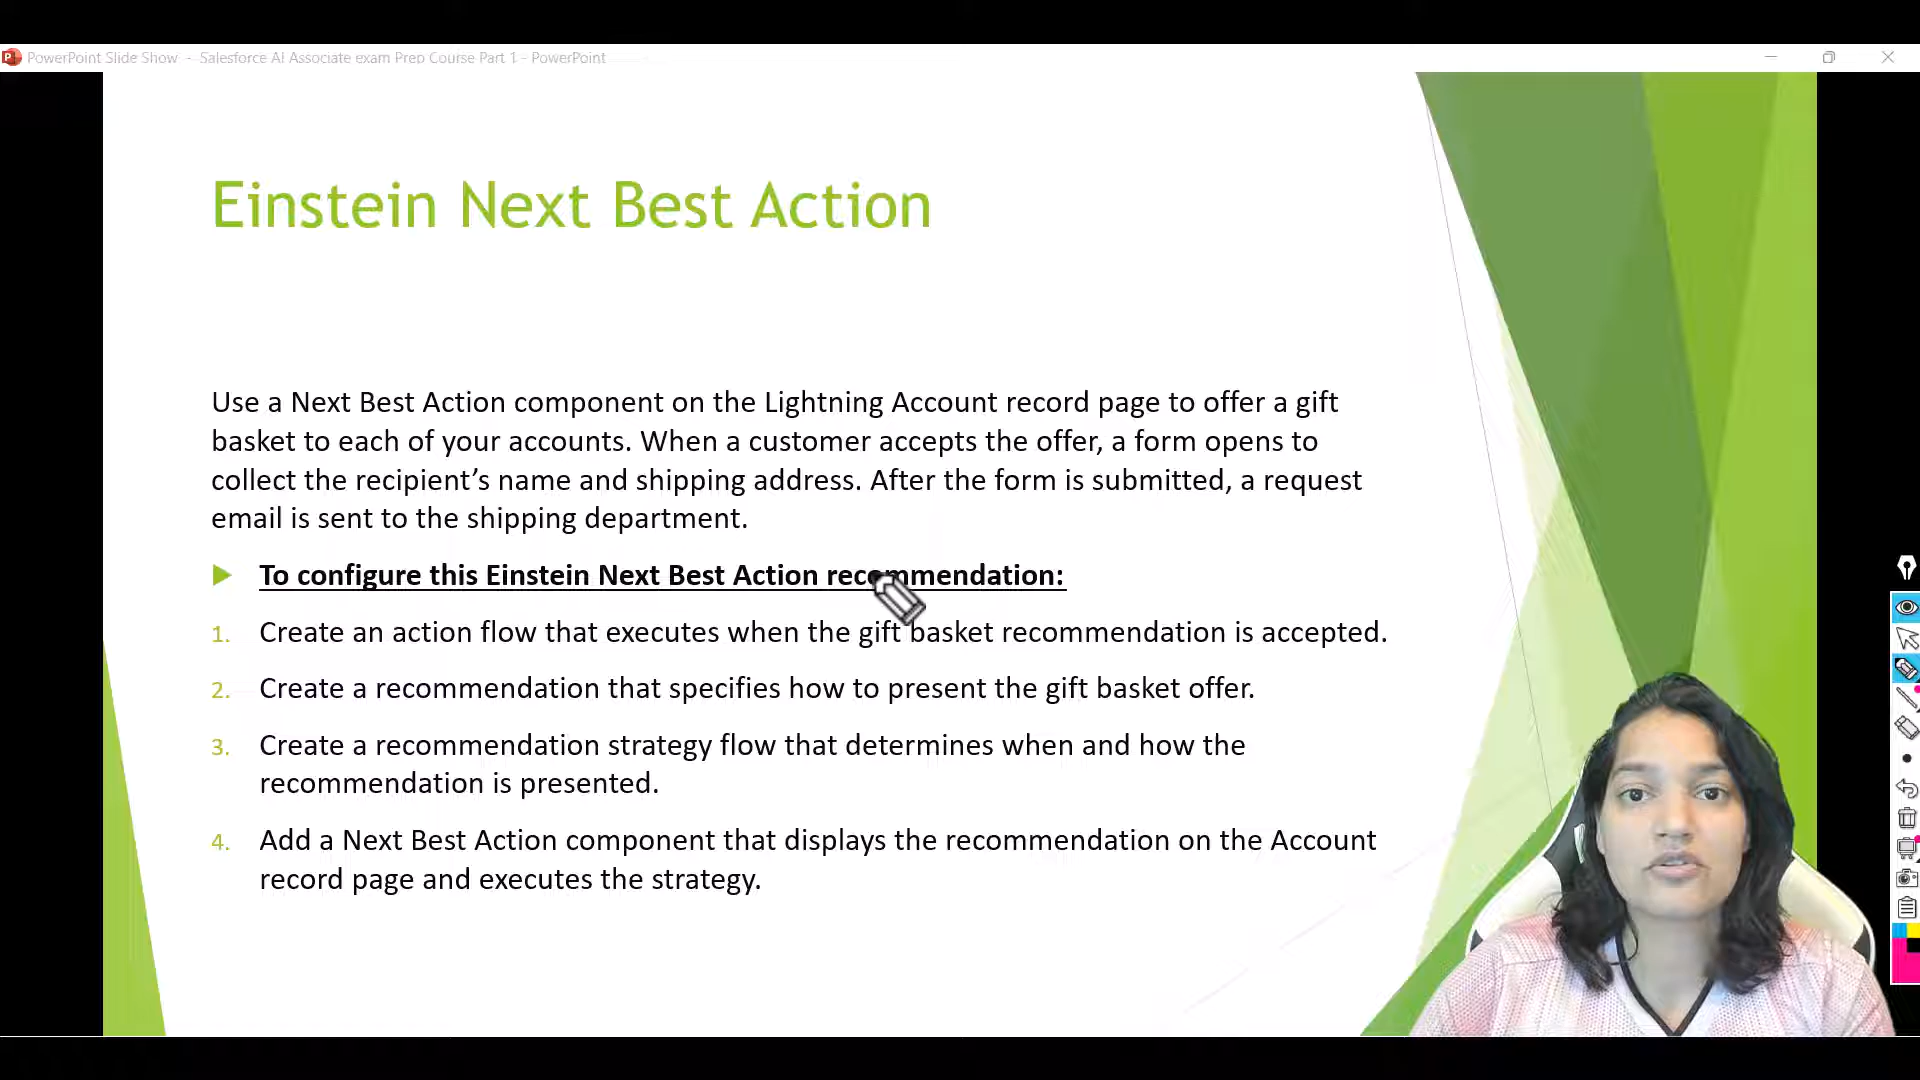 PowerPoint Slide Show - Salesforce AI Associate exam Prep Course Part 1 - PowerPoint
Einstein Next Best Action
Use a Next Best Action component on the Lightning Account record page to offer a gift
basket to each of your accounts. When a customer accepts the offer, a form opens to
collect the recipient’s name and shipping address. After the form is submitted, a request
email is sent to the shipping department.
To configure this Einstein Next Best Action recommendation:
1. Create an action flow that executes when the gift basket recommendation is accepted.
2. Create a recommendation that specifies how to present the gift basket offer.
3. Create a recommendation strategy flow that determines when and how the
recommendation is presented.
4. Add a Next Best Action component that displays the recommendation on the Account
record page and executes the strategy.